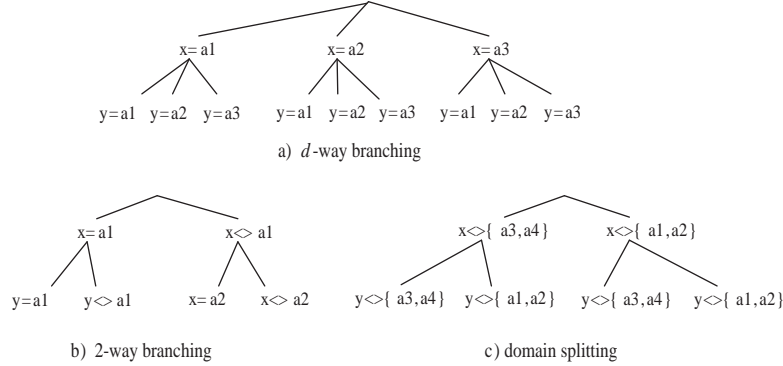 x=a1 x=a2 x=a3
y=a1 y=a2 y=a3 y=a1 y=a2 y=a3 y=a1 y=a2 y=a3
a) d-way branching
x=a1 x<>a1 x<>{ a3,a4} x<>{ a1,a2}
y=a1 y<>a1 x=a2 x<>a2 y<>{ a3,a4} y<>{ a1,a2} y<>{ a3,a4} y<>{ a1,a2}
b) 2-way branching c) domain splitting